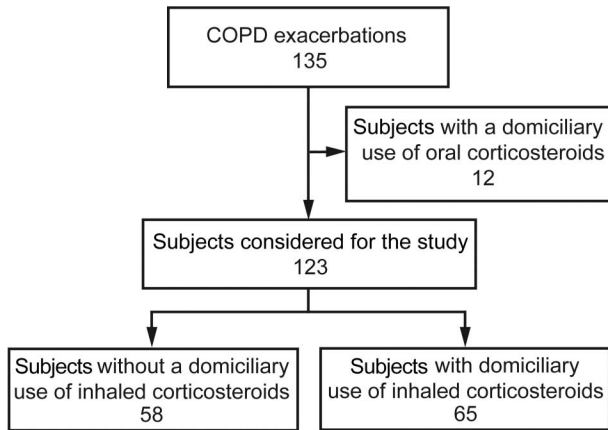 COPD exacerbations
135
Subjects with a domiciliary
use of oral corticosteroids
12
Subjects considered for the study
123
Subjects without a domiciliary
use of inhaled corticosteroids
58
Subjects with domiciliary
use of inhaled corticosteroids
65